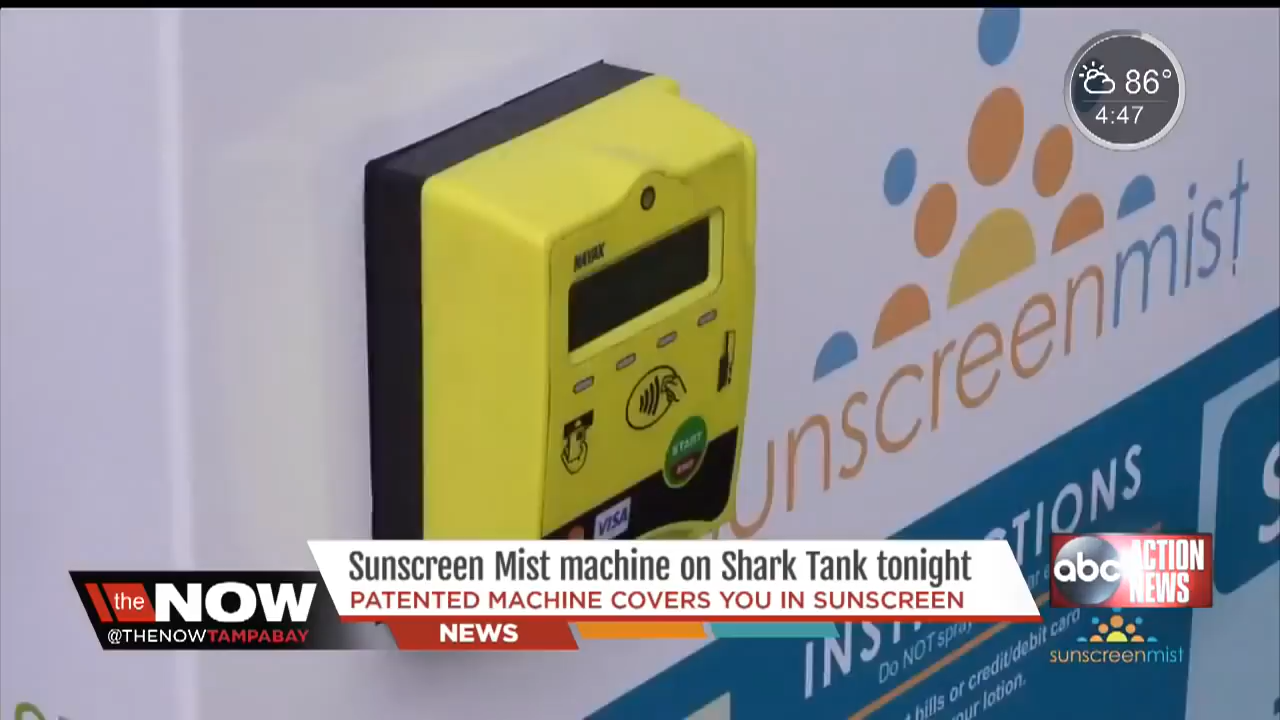 86°
4:47
NAYAX
sunscreenmist
START
VISA
INSTRUCTIONS
Do NOT spray
bills or credit/debit card
your lotion.
Sunscreen Mist machine on Shark Tank tonight
PATENTED MACHINE COVERS YOU IN SUNSCREEN
NEWS
the NOW
@THENOWTAMPABAY
abc ACTION NEWS
sunscreenmist